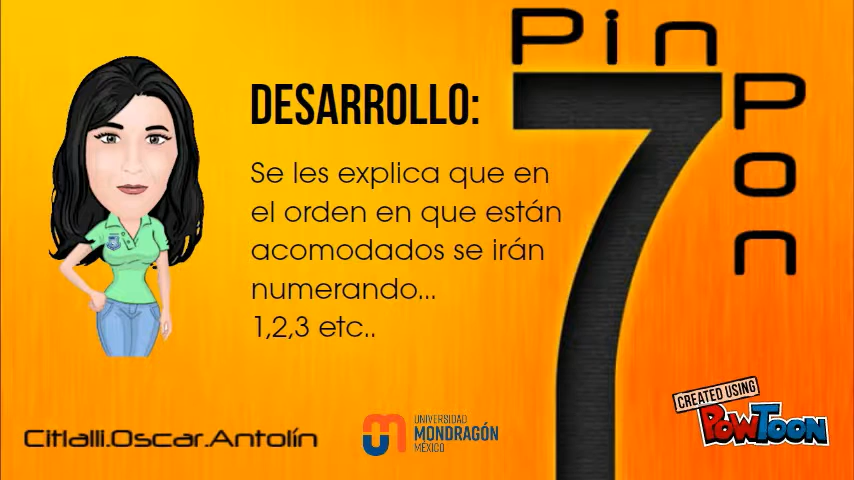 Pin
7
Pon
DESARROLLO:
Se les explica que en
el orden en que están
acomodados se irán
numerando...
1,2,3 etc..
Citlalli.Oscar.Antolín
UNIVERSIDAD
MONDRAGÓN
MÉXICO
CREATED USING
POWTOON